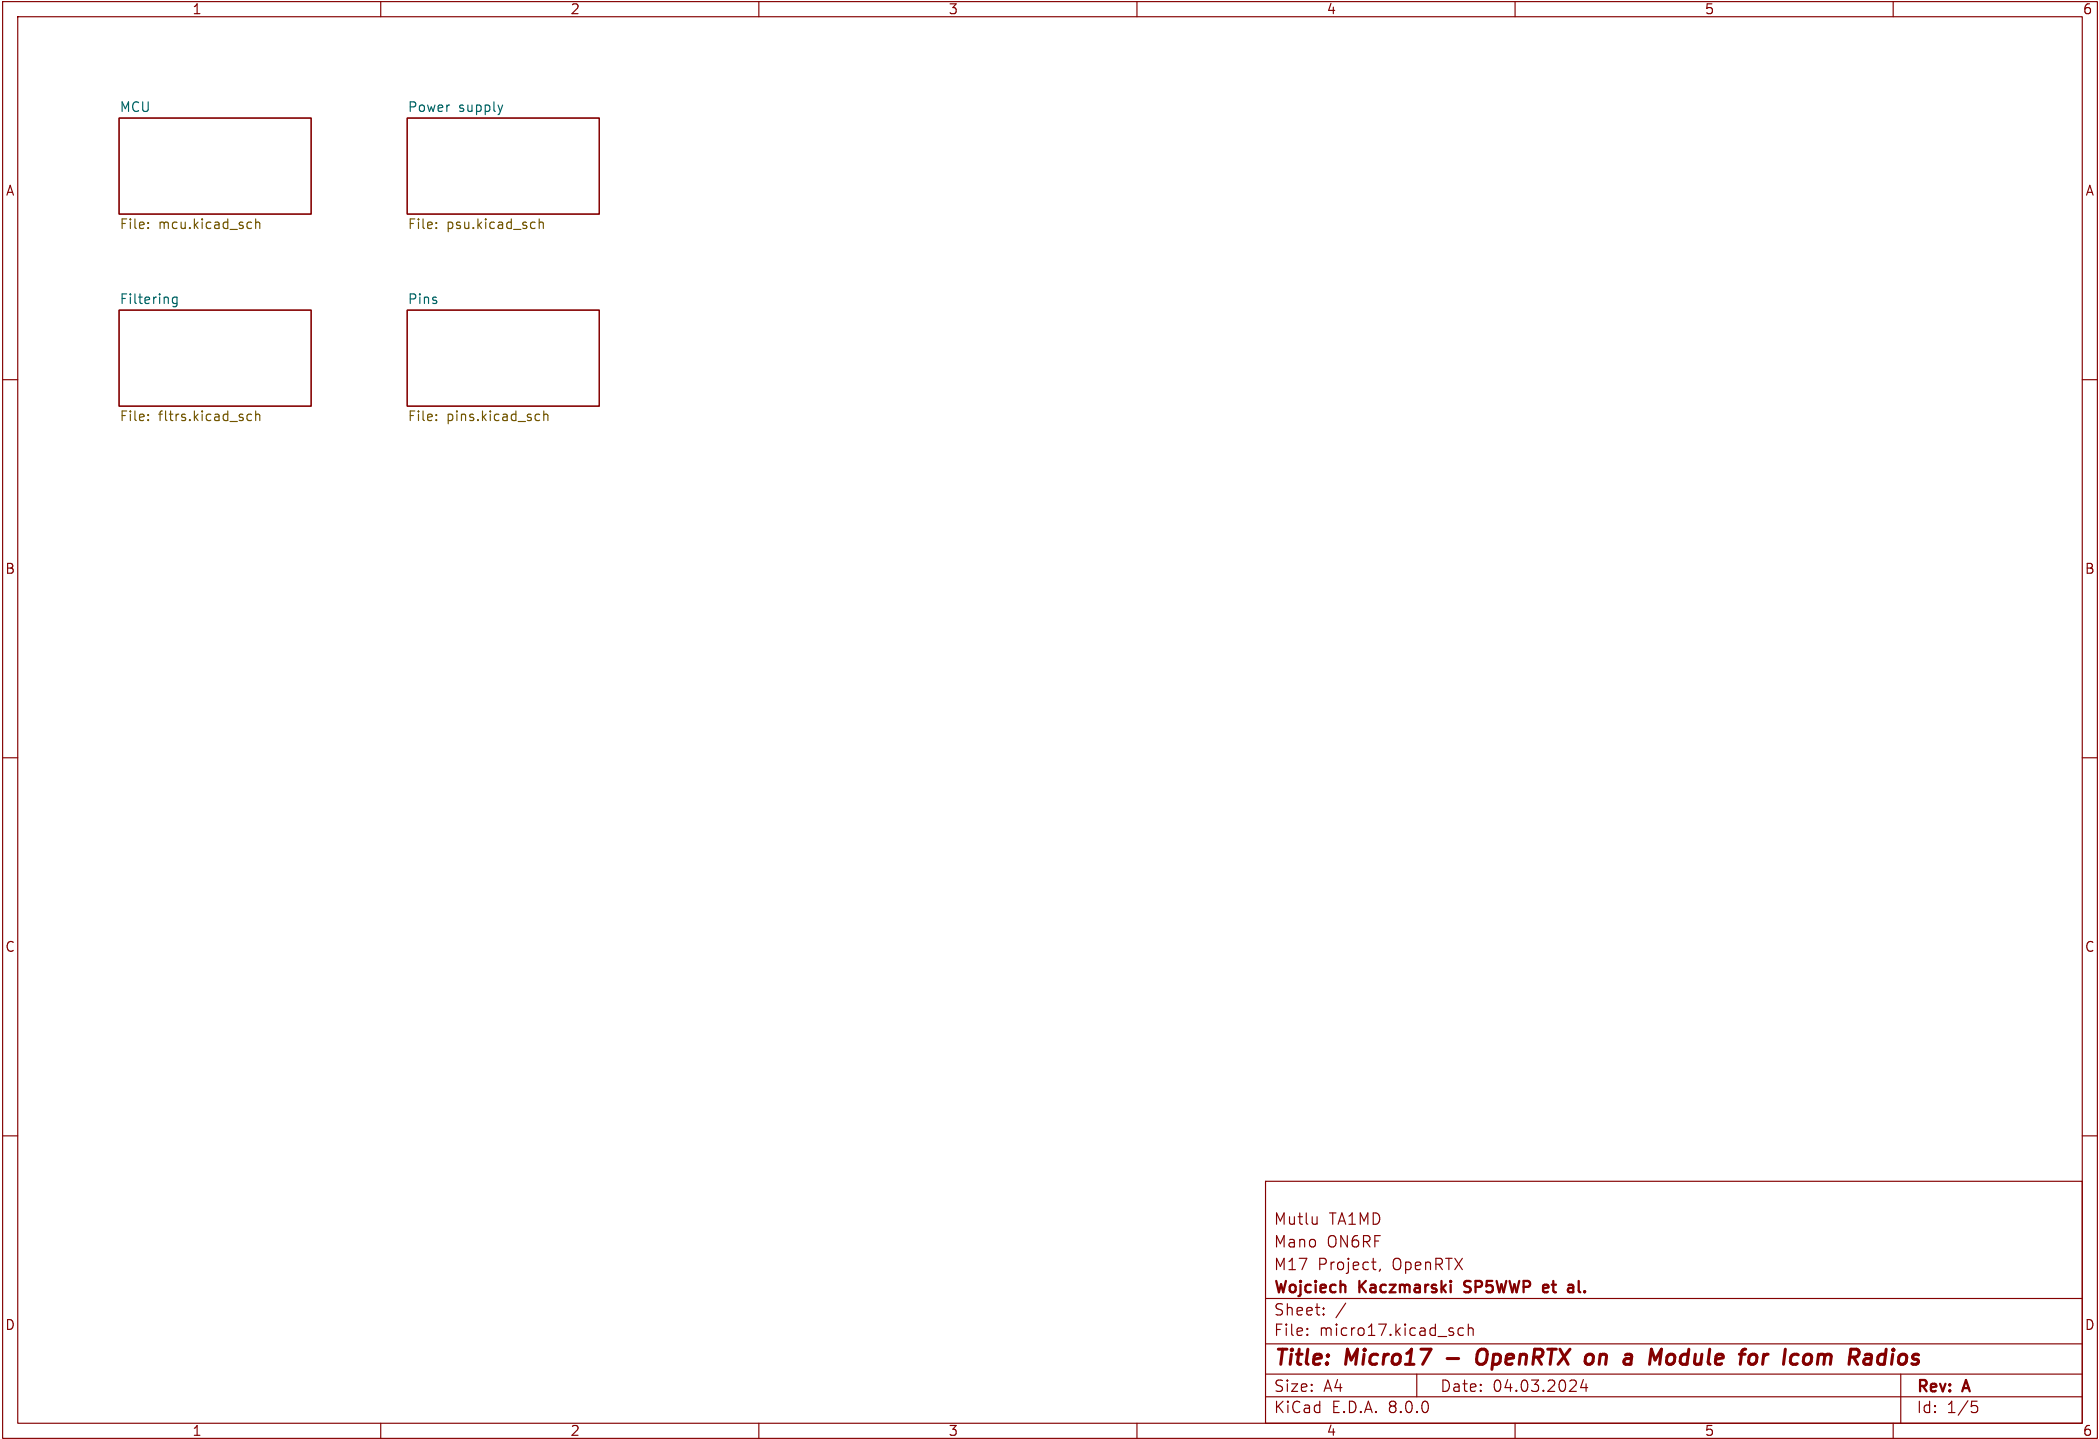 1 2 3 4 5 6
MCU
Power supply
A A
File: mcu.kicad_sch
File: psu.kicad_sch
Filtering
Pins
File: fltrs.kicad_sch
File: pins.kicad_sch
B B
C C
Mutlu TA1MD
Mano ON6RF
M17 Project, OpenRTX
Wojciech Kaczmarski SP5WWP et al.
Sheet: /
D D
File: micro17.kicad_sch
Title: Micro17 – OpenRTX on a Module for Icom Radios
Size: A4
Date: 04.03.2024
Rev: A
KiCad E.D.A. 8.0.0
Id: 1/5
1 2 3 4 5 6